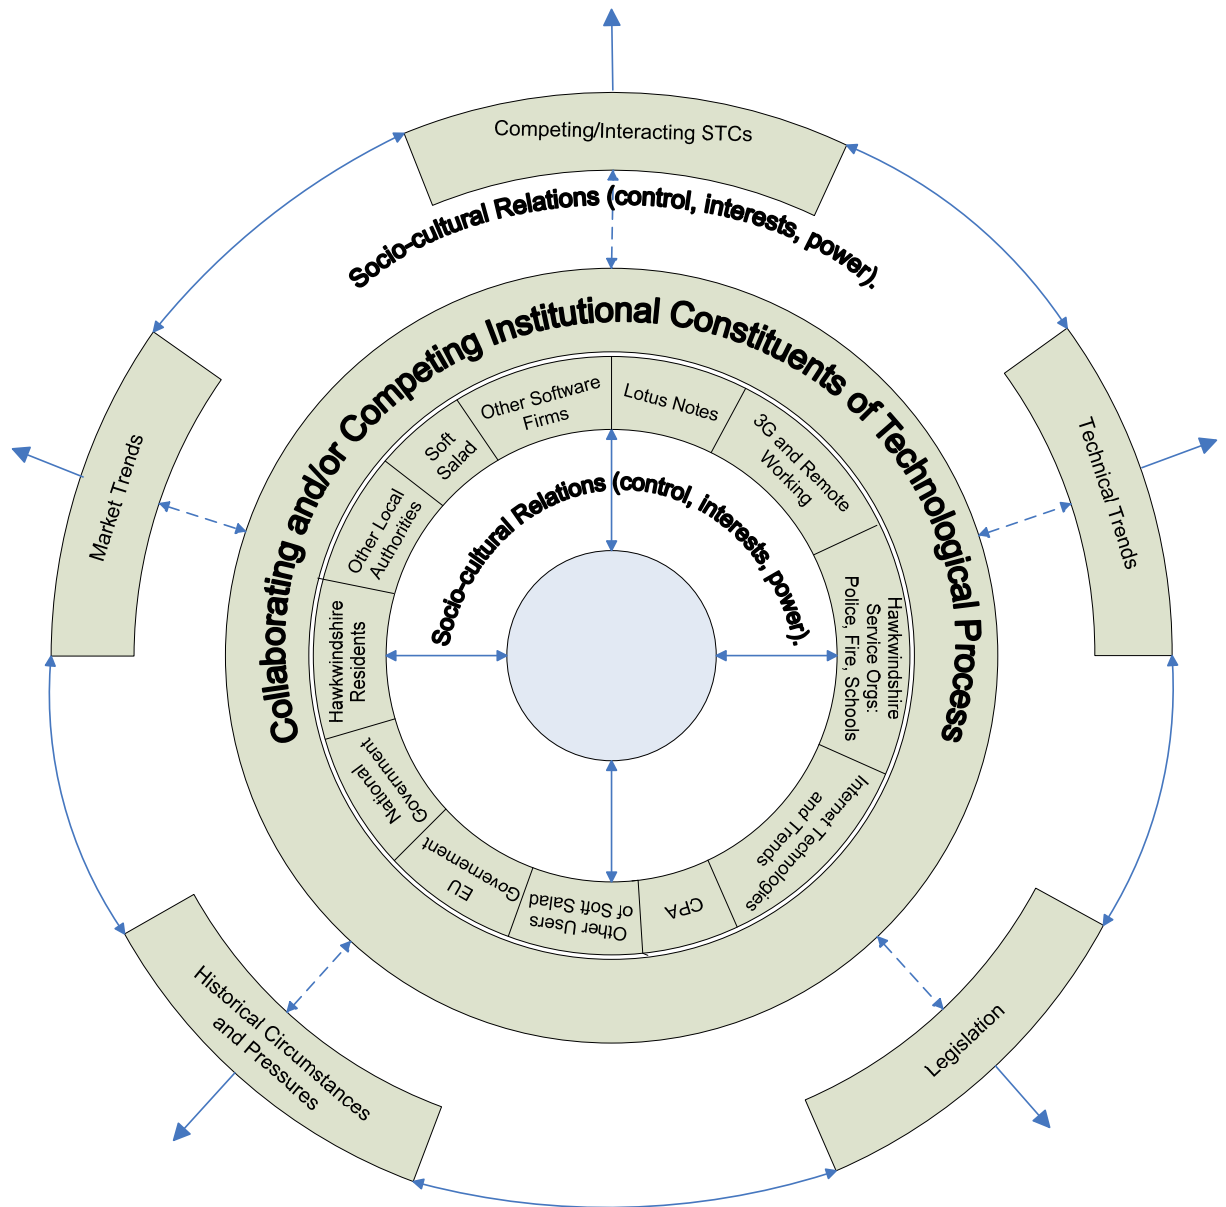 Competing/Interacting STCs
Socio-cultural Relations (control, interests, power).
Collaborating and/or Competing Institutional Constituents of Technological Process
Other Software
Firms
Lotus Notes
3G and Remote
Working
Hawkwindshire
Service Orgs:
Police, Fire, Schools
Internet Technologies
and Trends
CPA
Other Users
of Soft Salad
EU
Governement
National
Government
Hawkwindshire
Residents
Other Local
Authorities
Soft
Salad
Socio-cultural Relations (control, interests, power).
Market Trends
Technical Trends
Historical Circumstances
and Pressures
Legislation